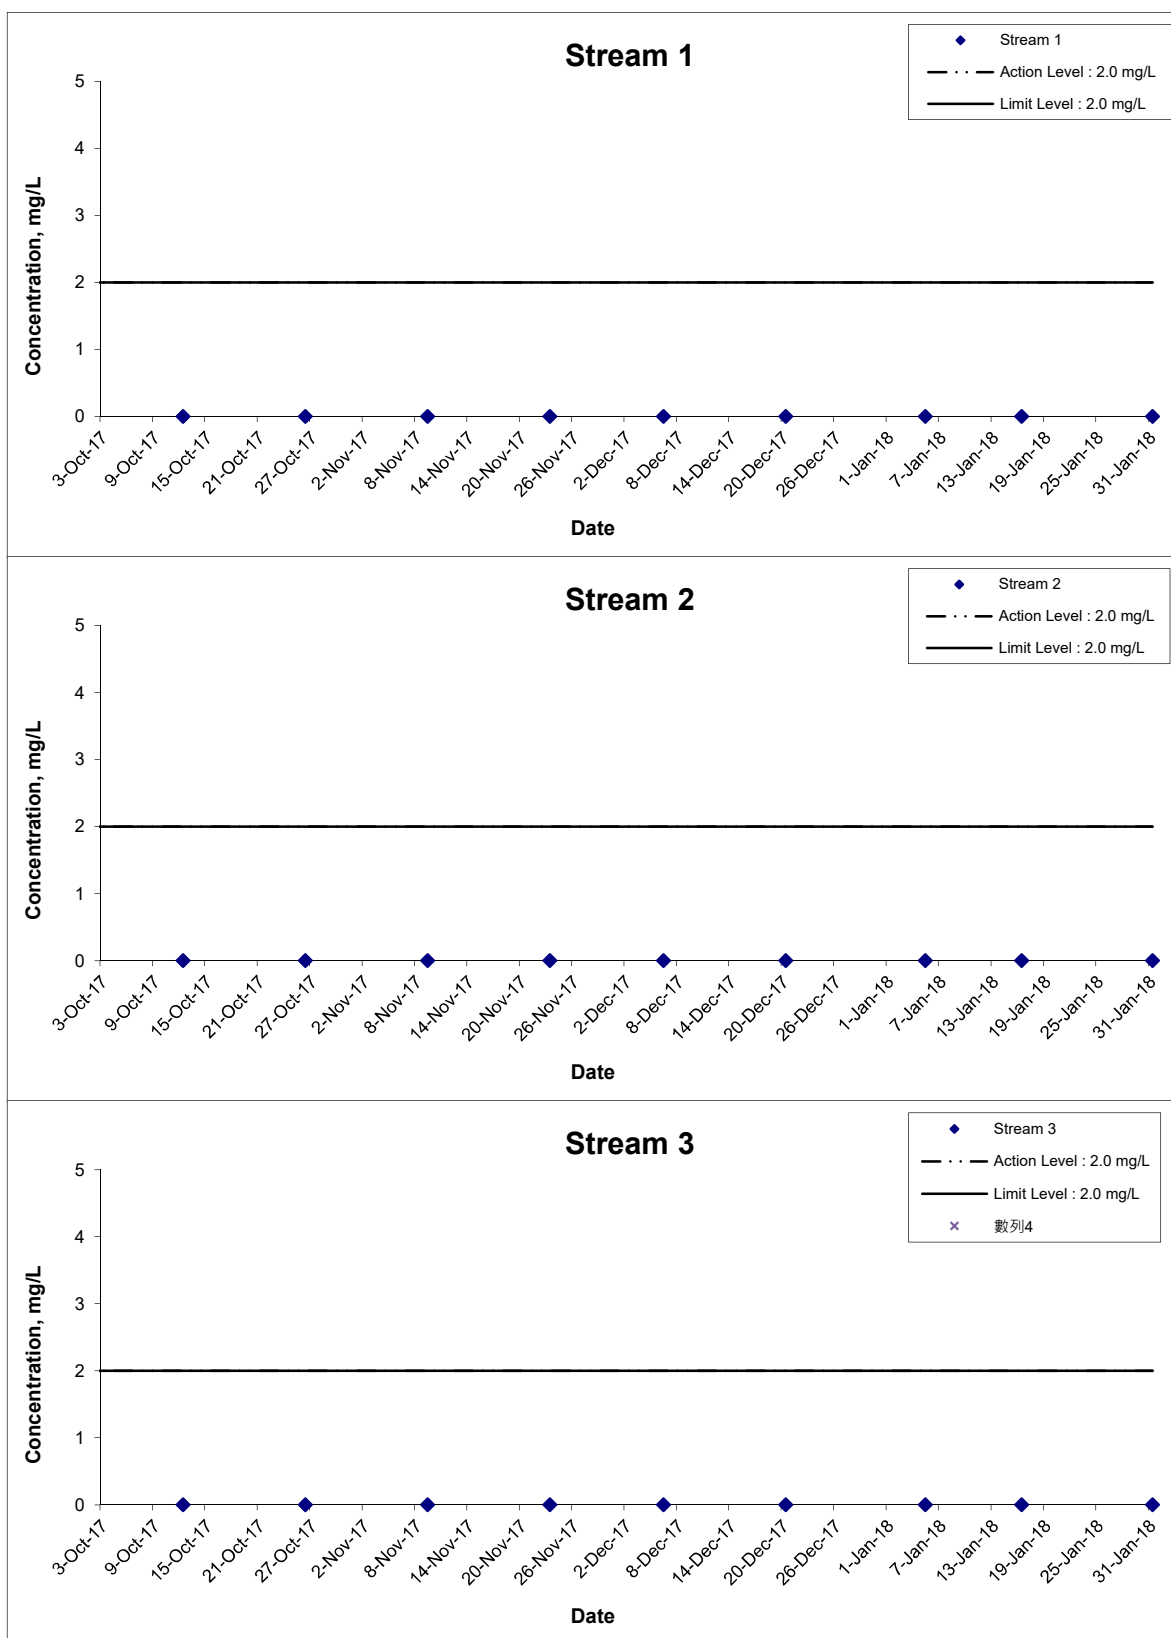 Stream 1
Stream 1
Action Level : 2.0 mg/L
Limit Level : 2.0 mg/L
Concentration, mg/L
5
4
3
2
1
0
3-Oct-17
9-Oct-17
15-Oct-17
21-Oct-17
27-Oct-17
2-Nov-17
8-Nov-17
14-Nov-17
20-Nov-17
26-Nov-17
2-Dec-17
8-Dec-17
14-Dec-17
20-Dec-17
26-Dec-17
1-Jan-18
7-Jan-18
13-Jan-18
19-Jan-18
25-Jan-18
31-Jan-18
Date
Stream 2
Stream 2
Action Level : 2.0 mg/L
Limit Level : 2.0 mg/L
Concentration, mg/L
5
4
3
2
1
0
3-Oct-17
9-Oct-17
15-Oct-17
21-Oct-17
27-Oct-17
2-Nov-17
8-Nov-17
14-Nov-17
20-Nov-17
26-Nov-17
2-Dec-17
8-Dec-17
14-Dec-17
20-Dec-17
26-Dec-17
1-Jan-18
7-Jan-18
13-Jan-18
19-Jan-18
25-Jan-18
31-Jan-18
Date
Stream 3
Stream 3
Action Level : 2.0 mg/L
Limit Level : 2.0 mg/L
數列4
Concentration, mg/L
5
4
3
2
1
0
3-Oct-17
9-Oct-17
15-Oct-17
21-Oct-17
27-Oct-17
2-Nov-17
8-Nov-17
14-Nov-17
20-Nov-17
26-Nov-17
2-Dec-17
8-Dec-17
14-Dec-17
20-Dec-17
26-Dec-17
1-Jan-18
7-Jan-18
13-Jan-18
19-Jan-18
25-Jan-18
31-Jan-18
Date